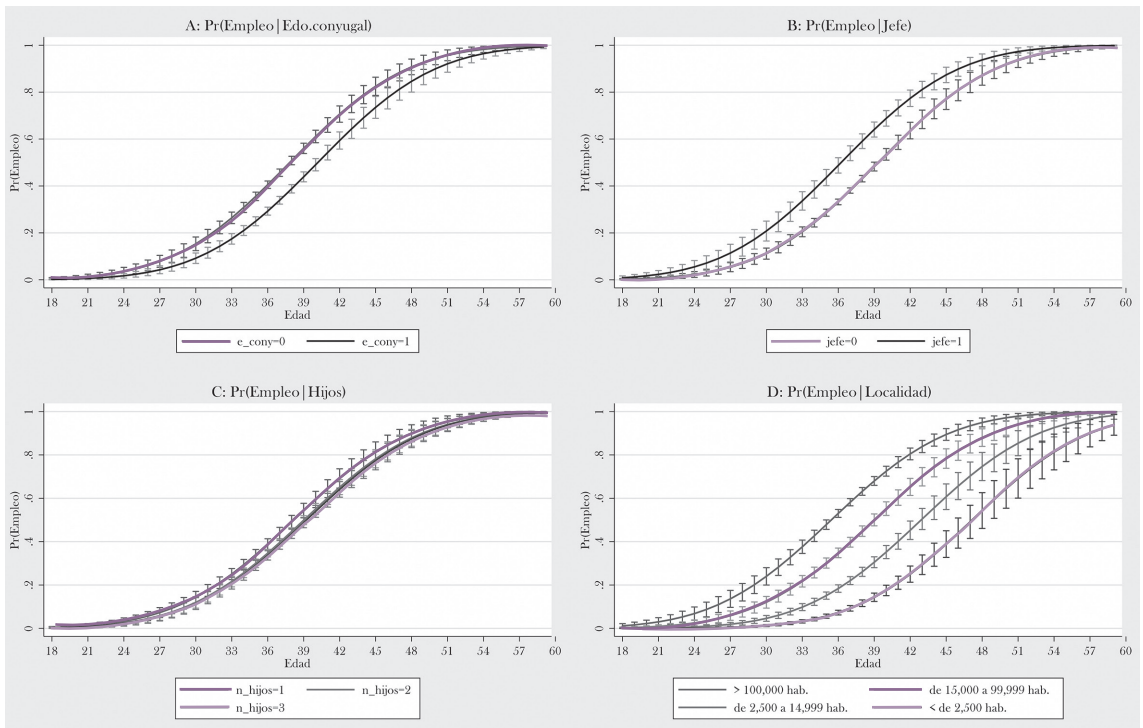 A: Pr(Empleo|Edo.conyugal)
Pr(Empleo)
1
.8
.6
.4
.2
0
18 21 24 27 30 33 36 39 42 45 48 51 54 57 60
Edad
e_cony=0 e_cony=1
B: Pr(Empleo|Jefe)
Pr(Empleo)
1
.8
.6
.4
.2
0
18 21 24 27 30 33 36 39 42 45 48 51 54 57 60
Edad
jefe=0 jefe=1
C: Pr(Empleo|Hijos)
Pr(Empleo)
1
.8
.6
.4
.2
0
18 21 24 27 30 33 36 39 42 45 48 51 54 57 60
Edad
n_hijos=1 n_hijos=2
n_hijos=3
D: Pr(Empleo|Localidad)
Pr(Empleo)
1
.8
.6
.4
.2
0
18 21 24 27 30 33 36 39 42 45 48 51 54 57 60
Edad
> 100,000 hab. de 15,000 a 99,999 hab.
de 2,500 a 14,999 hab. < de 2,500 hab.